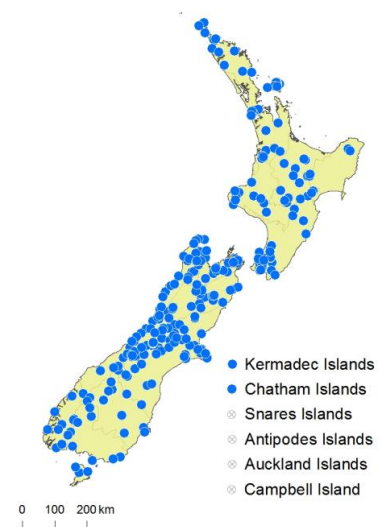 Kermadec Islands
Chatham Islands
Snares Islands
Antipodes Islands
Auckland Islands
Campbell Island
0 100 200 km